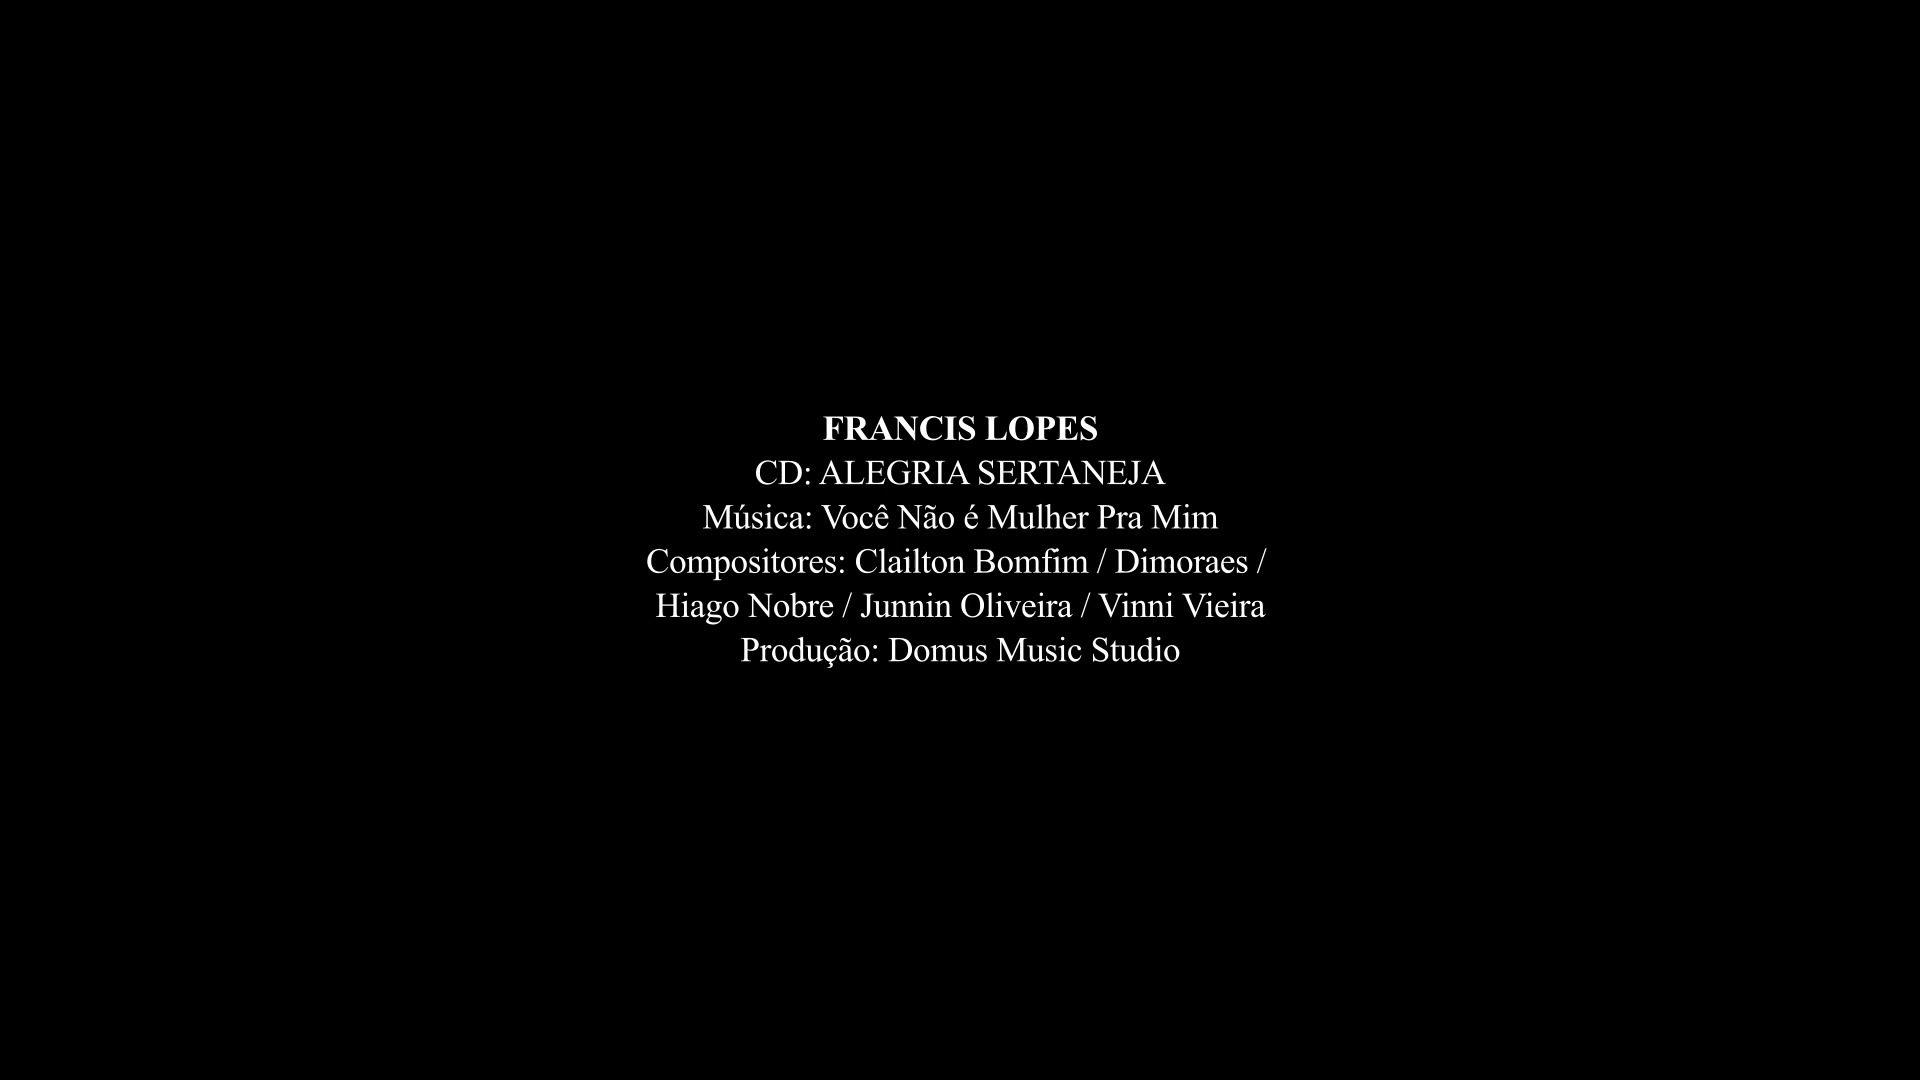 FRANCIS LOPES
CD: ALEGRIA SERTANEJA
Música: Você Não é Mulher Pra Mim
Compositores: Clailton Bomfim / Dimoraes /
Hiago Nobre / Junnin Oliveira / Vinni Vieira
Produção: Domus Music Studio